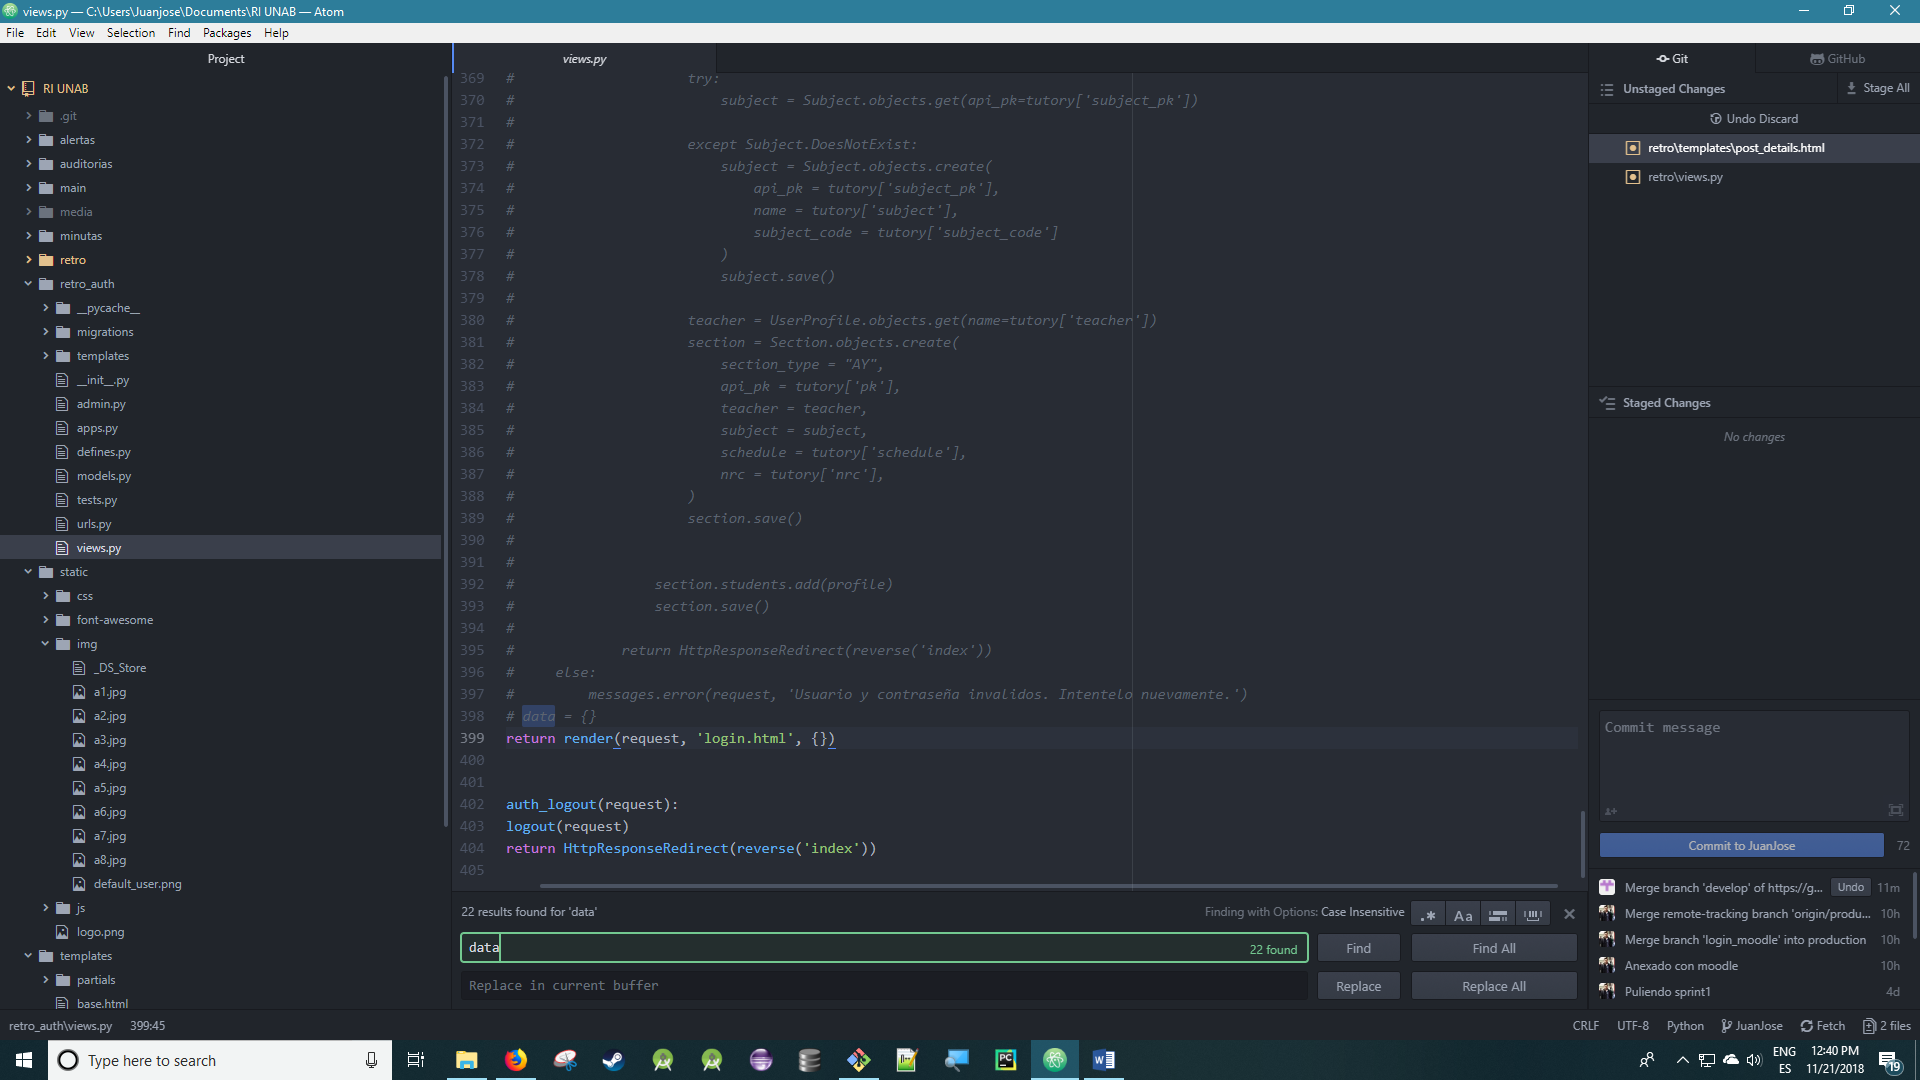 views.py — C:\Users\Juanjose\Documents\RI UNAB — Atom
File Edit View Selection Find Packages Help
Project
RI UNAB
.git
alertas
auditorias
main
media
minutas
retro
retro_auth
__pycache__
migrations
templates
__init__.py
admin.py
apps.py
defines.py
models.py
tests.py
urls.py
views.py
static
css
font-awesome
img
_DS_Store
a1.jpg
a2.jpg
a3.jpg
a4.jpg
a5.jpg
a6.jpg
a7.jpg
a8.jpg
default_user.png
js
logo.png
templates
partials
base.html
views.py
369 # try:
370 # subject = Subject.objects.get(api_pk=tutory['subject_pk'])
371 #
372 # except Subject.DoesNotExist:
373 # subject = Subject.objects.create(
374 # api_pk = tutory['subject_pk'],
375 # name = tutory['subject'],
376 # subject_code = tutory['subject_code']
377 # )
378 # subject.save()
379 #
380 # teacher = UserProfile.objects.get(name=tutory['teacher'])
381 # section = Section.objects.create(
382 # section_type = "AY",
383 # api_pk = tutory['pk'],
384 # teacher = teacher,
385 # subject = subject,
386 # schedule = tutory['schedule'],
387 # nrc = tutory['nrc'],
388 # )
389 # section.save()
390 #
391 #
392 # section.students.add(profile)
393 # section.save()
394 #
395 # return HttpResponseRedirect(reverse('index'))
396 # else:
397 # messages.error(request, 'Usuario y contraseña invalidos. Intentelo nuevamente.')
398 # data = {}
399 return render(request, 'login.html', {})
400
401
402 auth_logout(request):
403 logout(request)
404 return HttpResponseRedirect(reverse('index'))
405
22 results found for 'data'
Finding with Options: Case Insensitive
.* Aa
data
22 found
Find
Find All
Replace in current buffer
Replace
Replace All
Git
GitHub
Unstaged Changes
Stage All
Undo Discard
retro\templates\post_details.html
retro\views.py
Staged Changes
No changes
Commit message
Commit to JuanJose
72
Merge branch 'develop' of https://g... Undo 11m
Merge remote-tracking branch 'origin/produ... 10h
Merge branch 'login_moodle' into production 10h
Anexado con moodle 10h
Puliendo sprint1 4d
retro_auth\views.py 399:45
CRLF UTF-8 Python JuanJose Fetch 2 files
Type here to search
PC
ENG
ES
12:40 PM
11/21/2018
19